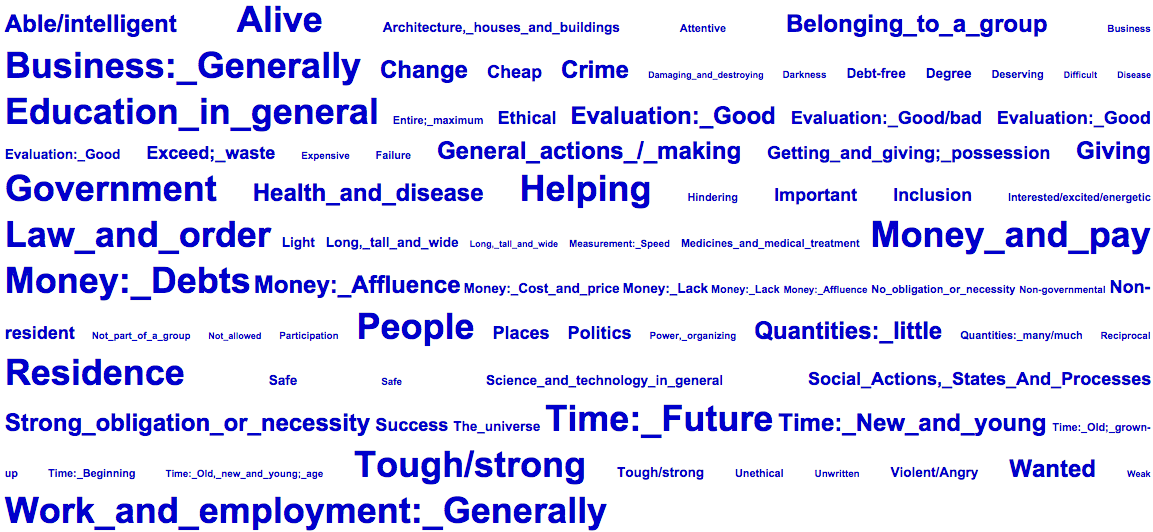 Able/intelligent Alive Architecture,_houses_and_buildings Attentive Belonging_to_a_group Business
Business:_Generally Change Cheap Crime Damaging_and_destroying Darkness Debt-free Degree Deserving Difficult Disease
Education_in_general Entire;_maximum Ethical Evaluation:_Good Evaluation:_Good/bad Evaluation:_Good
Evaluation:_Good Exceed;_waste Expensive Failure General_actions_/_making Getting_and_giving;_possession Giving
Government Health_and_disease Helping Hindering Important Inclusion Interested/excited/energetic
Law_and_order Light Long,_tall_and_wide Long,_tall_and_wide Measurement:_Speed Medicines_and_medical_treatment Money_and_pay
Money:_Debts Money:_Affluence Money:_Cost_and_price Money:_Lack Money:_Lack Money:_Affluence No_obligation_or_necessity Non-governmental Non-
resident Not_part_of_a_group Not_allowed Participation People Places Politics Power,_organizing Quantities:_little Quantities:_many/much Reciprocal
Residence Safe Safe Science_and_technology_in_general Social_Actions,_States_And_Processes
Strong_obligation_or_necessity Success The_universe Time:_Future Time:_New_and_young Time:_Old;_grown-
up Time:_Beginning Time:_Old,_new_and_young;_age Tough/strong Tough/strong Unethical Unwritten Violent/Angry Wanted Weak
Work_and_employment:_Generally